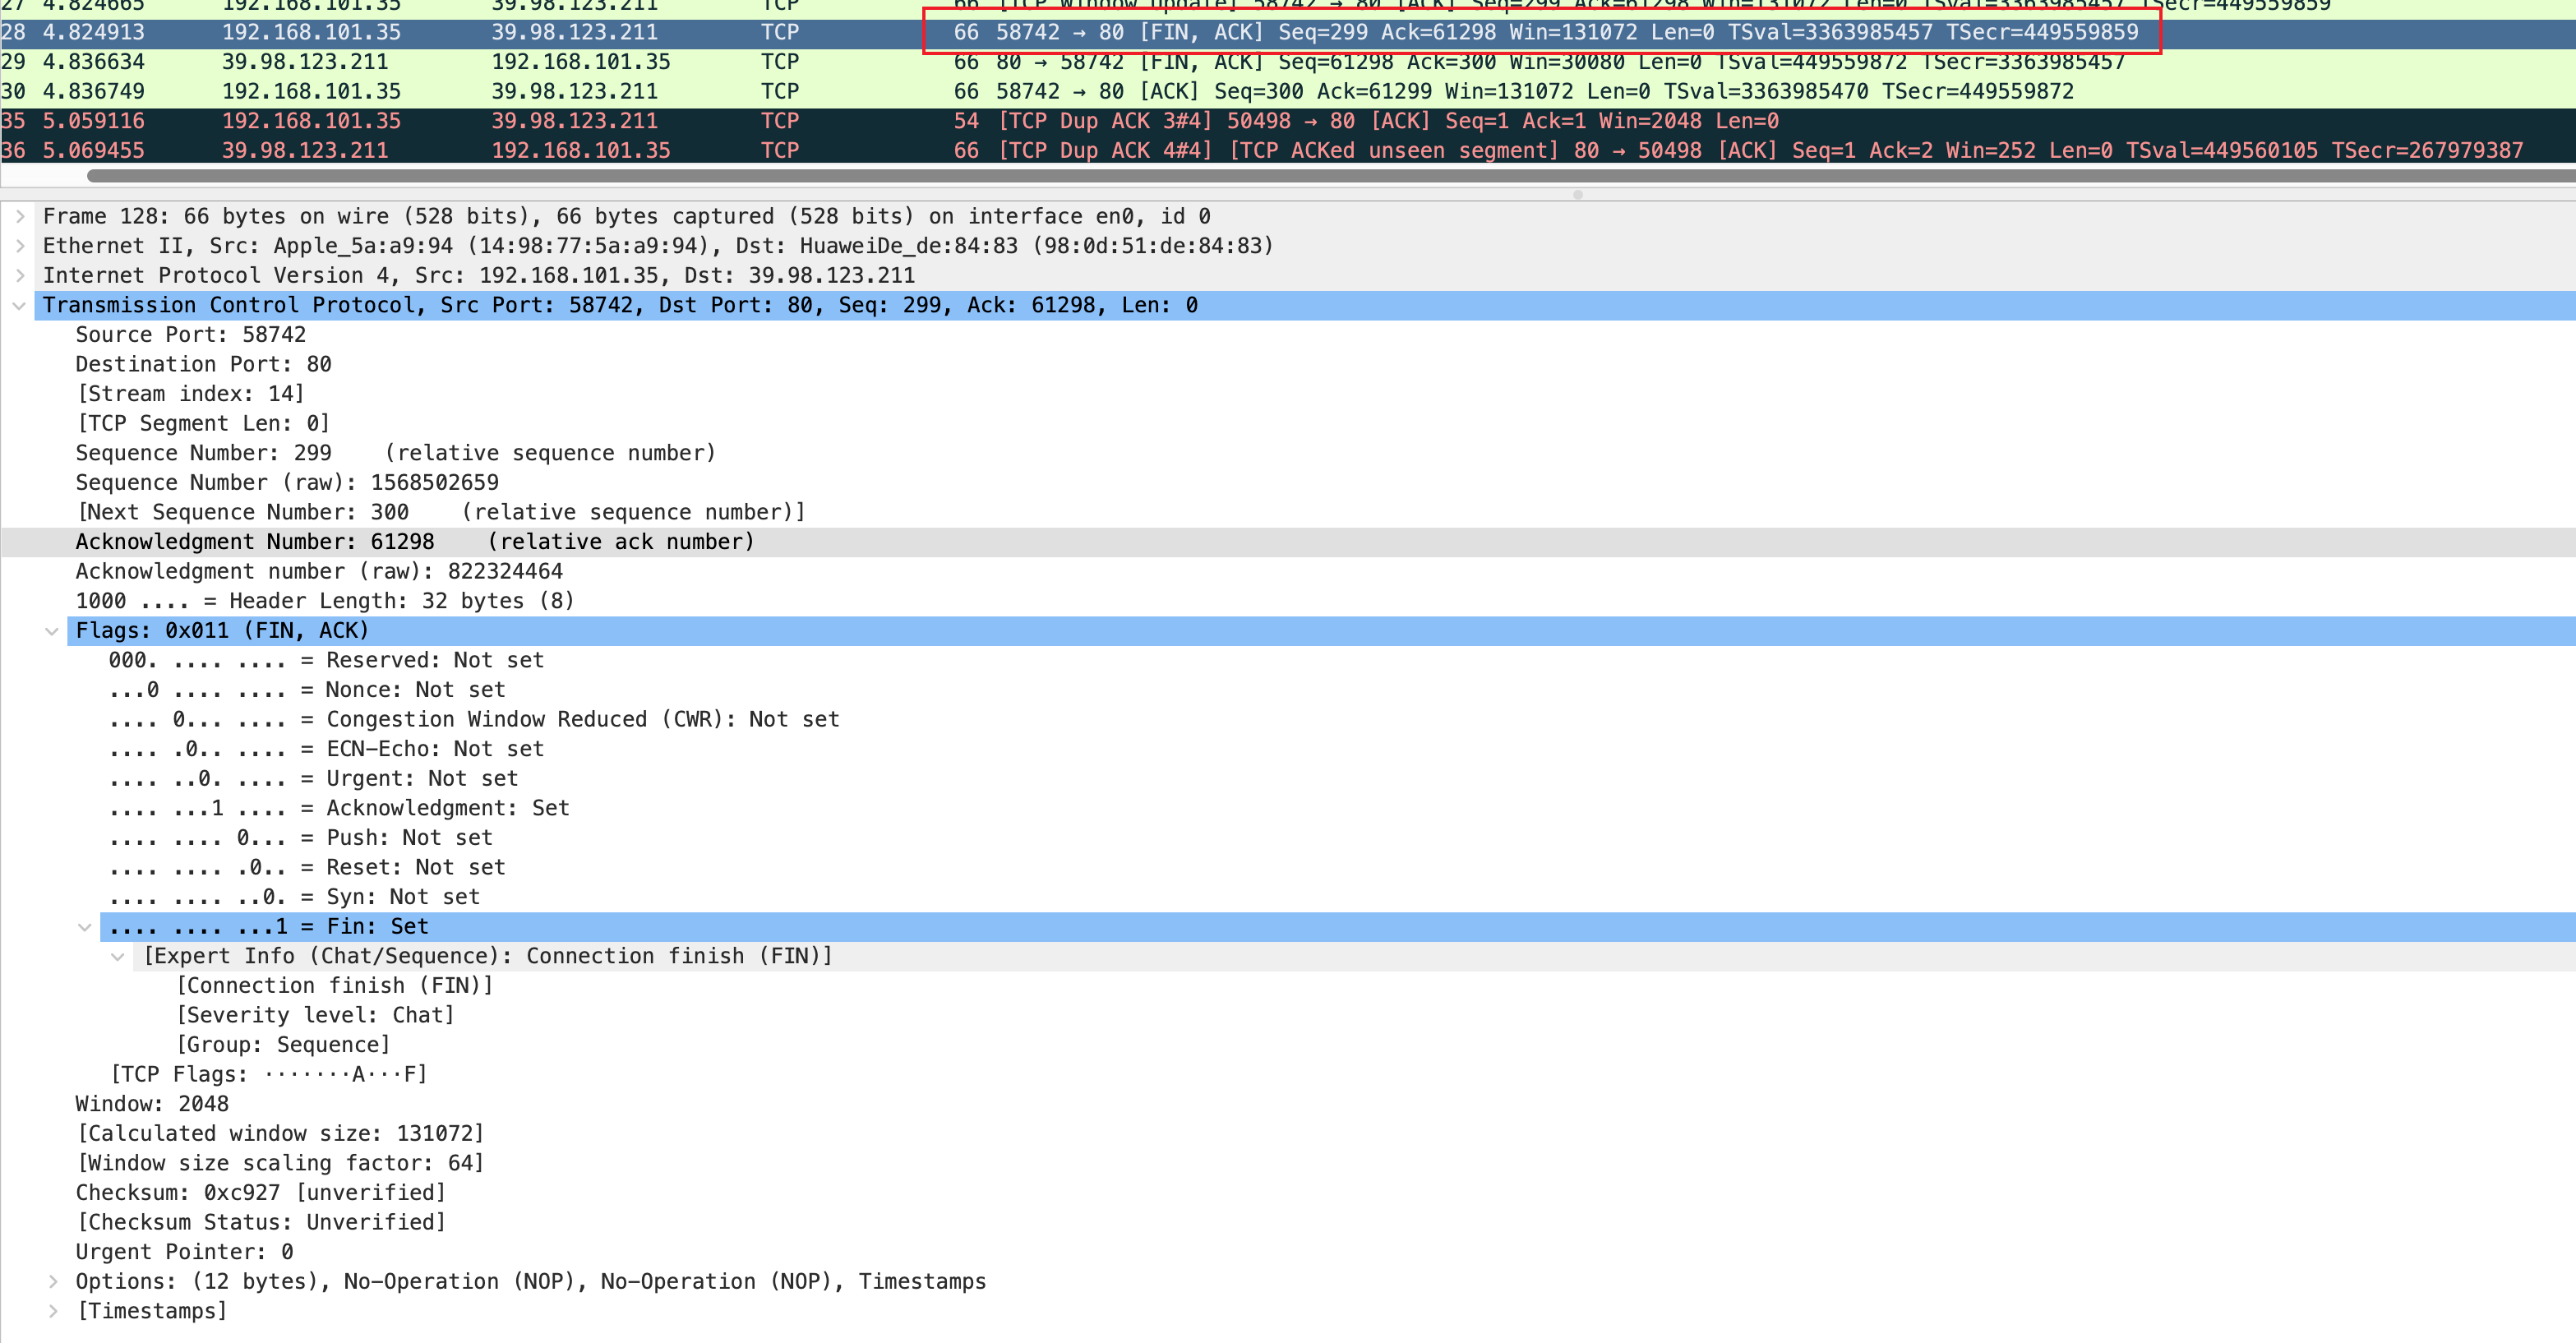 27 4.824665 192.168.101.35 39.98.123.211 TCP 66 [TCP Window Update] 58742 → 80 [ACK] Seq=299 Ack=61298 Win=131072 Len=0 TSval=3363985457 TSecr=449559859
28 4.824913 192.168.101.35 39.98.123.211 TCP 66 58742 → 80 [FIN, ACK] Seq=299 Ack=61298 Win=131072 Len=0 TSval=3363985457 TSecr=449559859
29 4.836634 39.98.123.211 192.168.101.35 TCP 66 80 → 58742 [FIN, ACK] Seq=61298 Ack=300 Win=30080 Len=0 TSval=449559872 TSecr=3363985457
30 4.836749 192.168.101.35 39.98.123.211 TCP 66 58742 → 80 [ACK] Seq=300 Ack=61299 Win=131072 Len=0 TSval=3363985470 TSecr=449559872
35 5.059116 192.168.101.35 39.98.123.211 TCP 54 [TCP Dup ACK 3#4] 50498 → 80 [ACK] Seq=1 Ack=1 Win=2048 Len=0
36 5.069455 39.98.123.211 192.168.101.35 TCP 66 [TCP Dup ACK 4#4] [TCP ACKed unseen segment] 80 → 50498 [ACK] Seq=1 Ack=2 Win=252 Len=0 TSval=449560105 TSecr=267979387
Frame 128: 66 bytes on wire (528 bits), 66 bytes captured (528 bits) on interface en0, id 0
Ethernet II, Src: Apple_5a:a9:94 (14:98:77:5a:a9:94), Dst: HuaweiDe_de:84:83 (98:0d:51:de:84:83)
Internet Protocol Version 4, Src: 192.168.101.35, Dst: 39.98.123.211
Transmission Control Protocol, Src Port: 58742, Dst Port: 80, Seq: 299, Ack: 61298, Len: 0
Source Port: 58742
Destination Port: 80
[Stream index: 14]
[TCP Segment Len: 0]
Sequence Number: 299    (relative sequence number)
Sequence Number (raw): 1568502659
[Next Sequence Number: 300    (relative sequence number)]
Acknowledgment Number: 61298    (relative ack number)
Acknowledgment number (raw): 822324464
1000 .... = Header Length: 32 bytes (8)
Flags: 0x011 (FIN, ACK)
000. .... .... = Reserved: Not set
...0 .... .... = Nonce: Not set
.... 0... .... = Congestion Window Reduced (CWR): Not set
.... .0.. .... = ECN-Echo: Not set
.... ..0. .... = Urgent: Not set
.... ...1 .... = Acknowledgment: Set
.... .... 0... = Push: Not set
.... .... .0.. = Reset: Not set
.... .... ..0. = Syn: Not set
.... .... ...1 = Fin: Set
[Expert Info (Chat/Sequence): Connection finish (FIN)]
[Connection finish (FIN)]
[Severity level: Chat]
[Group: Sequence]
[TCP Flags: ·······A···F]
Window: 2048
[Calculated window size: 131072]
[Window size scaling factor: 64]
Checksum: 0xc927 [unverified]
[Checksum Status: Unverified]
Urgent Pointer: 0
Options: (12 bytes), No-Operation (NOP), No-Operation (NOP), Timestamps
[Timestamps]